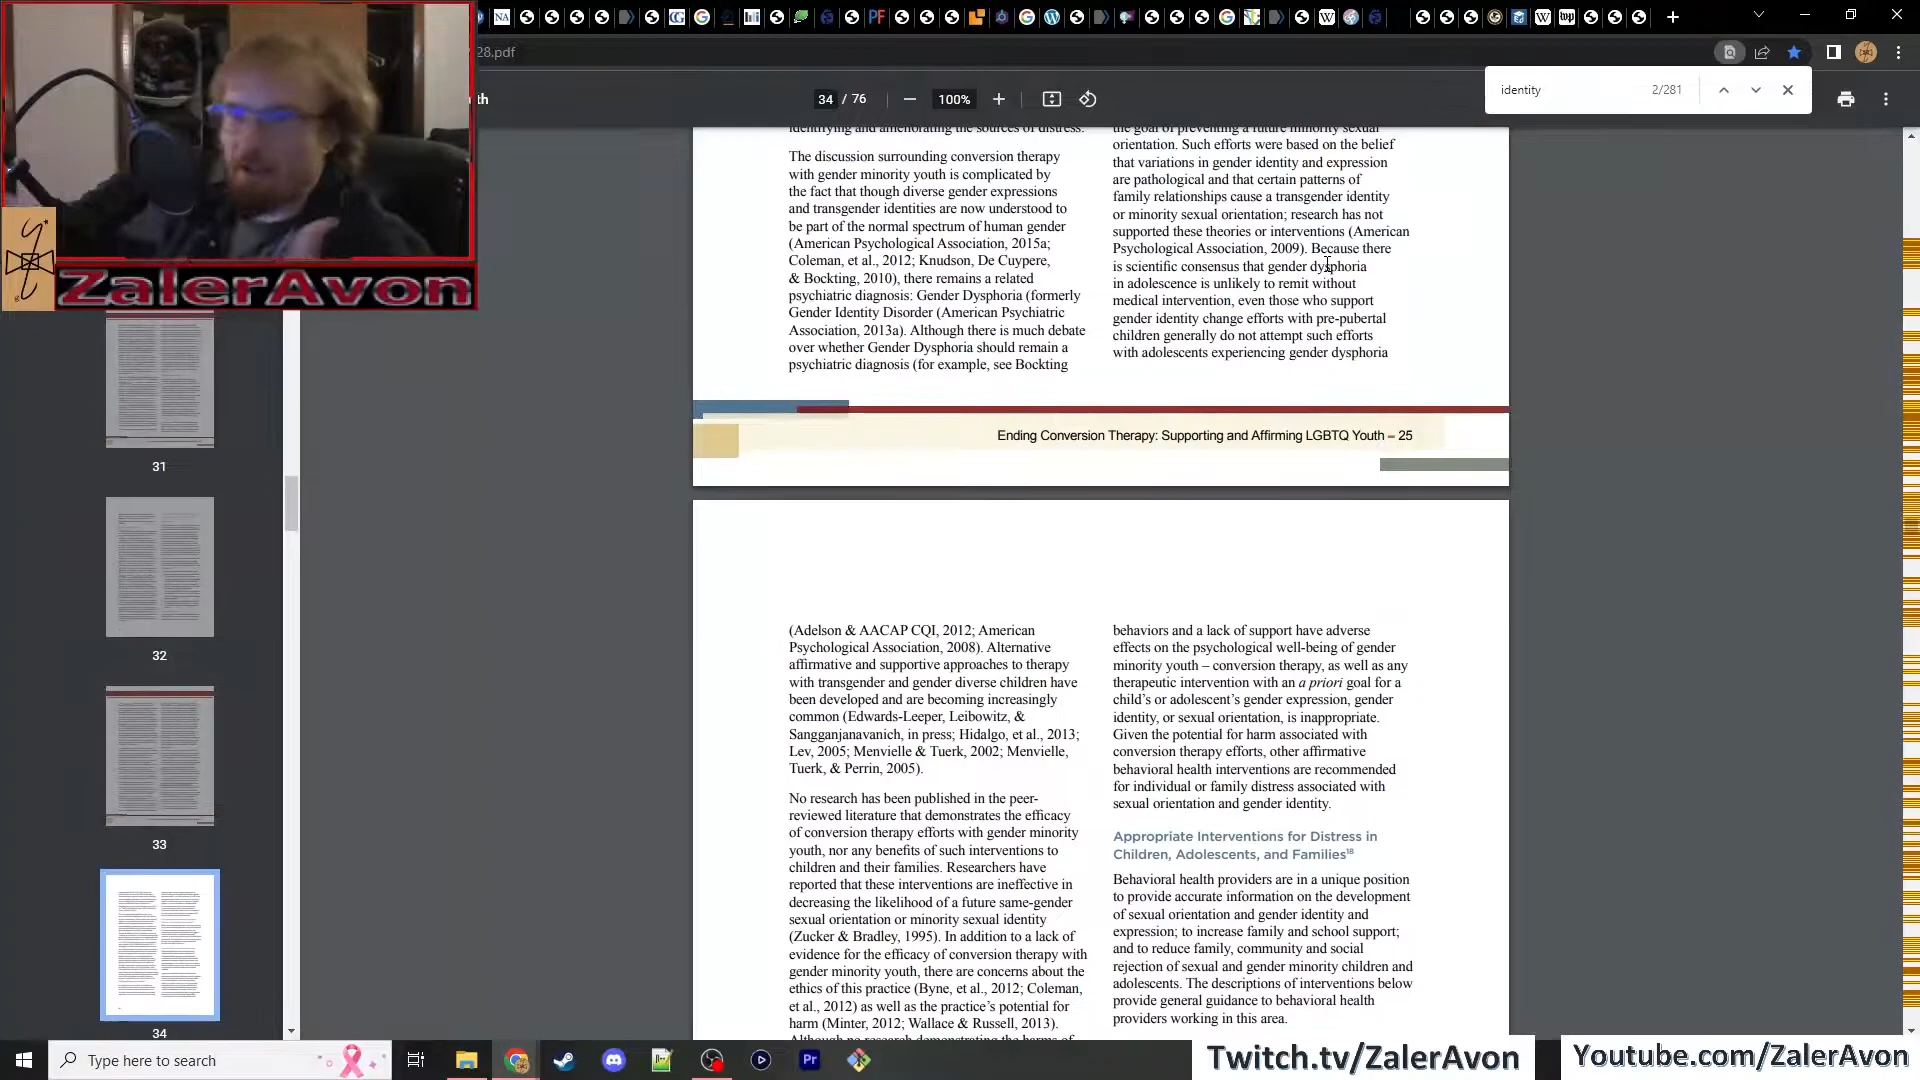 28.pdf
th
34 / 76
100%
identity
2/281
ZalerAvon
31
32
33
34
identifying and ameliorating the sources of distress.
The discussion surrounding conversion therapy
with gender minority youth is complicated by
the fact that though diverse gender expressions
and transgender identities are now understood to
be part of the normal spectrum of human gender
(American Psychological Association, 2015a;
Coleman, et al., 2012; Knudson, De Cuypere,
& Bockting, 2010), there remains a related
psychiatric diagnosis: Gender Dysphoria (formerly
Gender Identity Disorder (American Psychiatric
Association, 2013a). Although there is much debate
over whether Gender Dysphoria should remain a
psychiatric diagnosis (for example, see Bockting
the goal of preventing a future minority sexual
orientation. Such efforts were based on the belief
that variations in gender identity and expression
are pathological and that certain patterns of
family relationships cause a transgender identity
or minority sexual orientation; research has not
supported these theories or interventions (American
Psychological Association, 2009). Because there
is scientific consensus that gender dysphoria
in adolescence is unlikely to remit without
medical intervention, even those who support
gender identity change efforts with pre-pubertal
children generally do not attempt such efforts
with adolescents experiencing gender dysphoria
Ending Conversion Therapy: Supporting and Affirming LGBTQ Youth – 25
(Adelson & AACAP CQI, 2012; American
Psychological Association, 2008). Alternative
affirmative and supportive approaches to therapy
with transgender and gender diverse children have
been developed and are becoming increasingly
common (Edwards-Leeper, Leibowitz, &
Sangganjanavanich, in press; Hidalgo, et al., 2013;
Lev, 2005; Menvielle & Tuerk, 2002; Menvielle,
Tuerk, & Perrin, 2005).
No research has been published in the peer-
reviewed literature that demonstrates the efficacy
of conversion therapy efforts with gender minority
youth, nor any benefits of such interventions to
children and their families. Researchers have
reported that these interventions are ineffective in
decreasing the likelihood of a future same-gender
sexual orientation or minority sexual identity
(Zucker & Bradley, 1995). In addition to a lack of
evidence for the efficacy of conversion therapy with
gender minority youth, there are concerns about the
ethics of this practice (Byne, et al., 2012; Coleman,
et al., 2012) as well as the practice's potential for
harm (Minter, 2012; Wallace & Russell, 2013).
Although no research demonstrating the harms of
behaviors and a lack of support have adverse
effects on the psychological well-being of gender
minority youth – conversion therapy, as well as any
therapeutic intervention with an a priori goal for a
child's or adolescent's gender expression, gender
identity, or sexual orientation, is inappropriate.
Given the potential for harm associated with
conversion therapy efforts, other affirmative
behavioral health interventions are recommended
for individual or family distress associated with
sexual orientation and gender identity.
Appropriate Interventions for Distress in
Children, Adolescents, and Families18
Behavioral health providers are in a unique position
to provide accurate information on the development
of sexual orientation and gender identity and
expression; to increase family and school support;
and to reduce family, community and social
rejection of sexual and gender minority children and
adolescents. The descriptions of interventions below
provide general guidance to behavioral health
providers working in this area.
Type here to search
Twitch.tv/ZalerAvon
Youtube.com/ZalerAvon